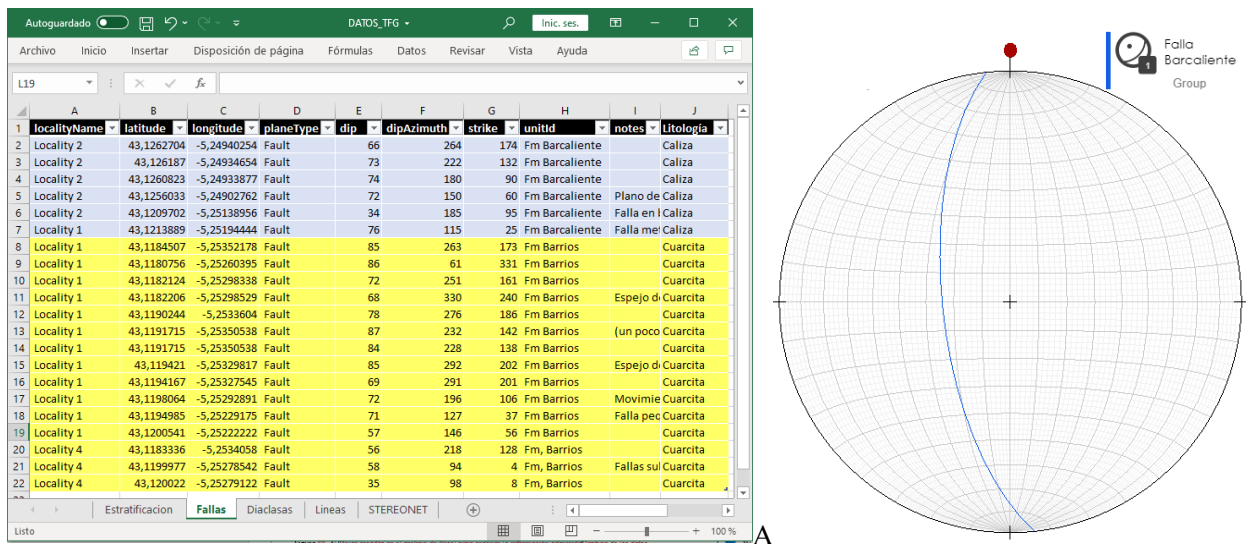 Autoguardado DATOS_TFG Inic. ses.
Archivo Inicio Insertar Disposición de página Fórmulas Datos Revisar Vista Ayuda
L19 fx
A B C D E F G H I J
1 localityName latitude longitude planeType dip dipAzimuth strike unitId notes Litología
2 Locality 2 43,1262704 -5,24940254 Fault 66 264 174 Fm Barcaliente Caliza
3 Locality 2 43,126187 -5,24934654 Fault 73 222 132 Fm Barcaliente Caliza
4 Locality 2 43,1260823 -5,24933877 Fault 74 180 90 Fm Barcaliente Caliza
5 Locality 2 43,1256033 -5,24902762 Fault 72 150 60 Fm Barcaliente Plano de Caliza
6 Locality 2 43,1209702 -5,25138956 Fault 34 185 95 Fm Barcaliente Falla en Caliza
7 Locality 2 43,1213889 -5,25194444 Fault 76 115 25 Fm Barcaliente Falla met Caliza
8 Locality 1 43,1184507 -5,25352178 Fault 85 263 173 Fm Barrios Cuarcita
9 Locality 1 43,1180756 -5,25260395 Fault 86 61 331 Fm Barrios Cuarcita
10 Locality 1 43,1182124 -5,25298338 Fault 72 251 161 Fm Barrios Cuarcita
11 Locality 1 43,1182206 -5,25298529 Fault 68 330 240 Fm Barrios Espejo d Cuarcita
12 Locality 1 43,1190244 -5,2533604 Fault 78 276 186 Fm Barrios Cuarcita
13 Locality 1 43,1191715 -5,25350538 Fault 87 232 142 Fm Barrios (un poco Cuarcita
14 Locality 1 43,1191715 -5,25350538 Fault 84 228 138 Fm Barrios Cuarcita
15 Locality 1 43,119421 -5,25329817 Fault 85 292 202 Fm Barrios Espejo d Cuarcita
16 Locality 1 43,1194167 -5,25327545 Fault 69 291 201 Fm Barrios Cuarcita
17 Locality 1 43,1198064 -5,25292891 Fault 72 196 106 Fm Barrios Movimie Cuarcita
18 Locality 1 43,1194985 -5,25229175 Fault 71 127 37 Fm Barrios Falla peq Cuarcita
19 Locality 1 43,1200541 -5,25222222 Fault 57 146 56 Fm Barrios Cuarcita
20 Locality 4 43,1183336 -5,2534058 Fault 56 218 128 Fm, Barrios Cuarcita
21 Locality 4 43,1199977 -5,25278542 Fault 58 94 4 Fm, Barrios Fallas sul Cuarcita
22 Locality 4 43,120022 -5,25279122 Fault 35 98 8 Fm, Barrios Cuarcita
Estratificacion Fallas Diaclasas Lineas STEREONET
Listo 100 %
A
1
Falla
Barcaliente
Group